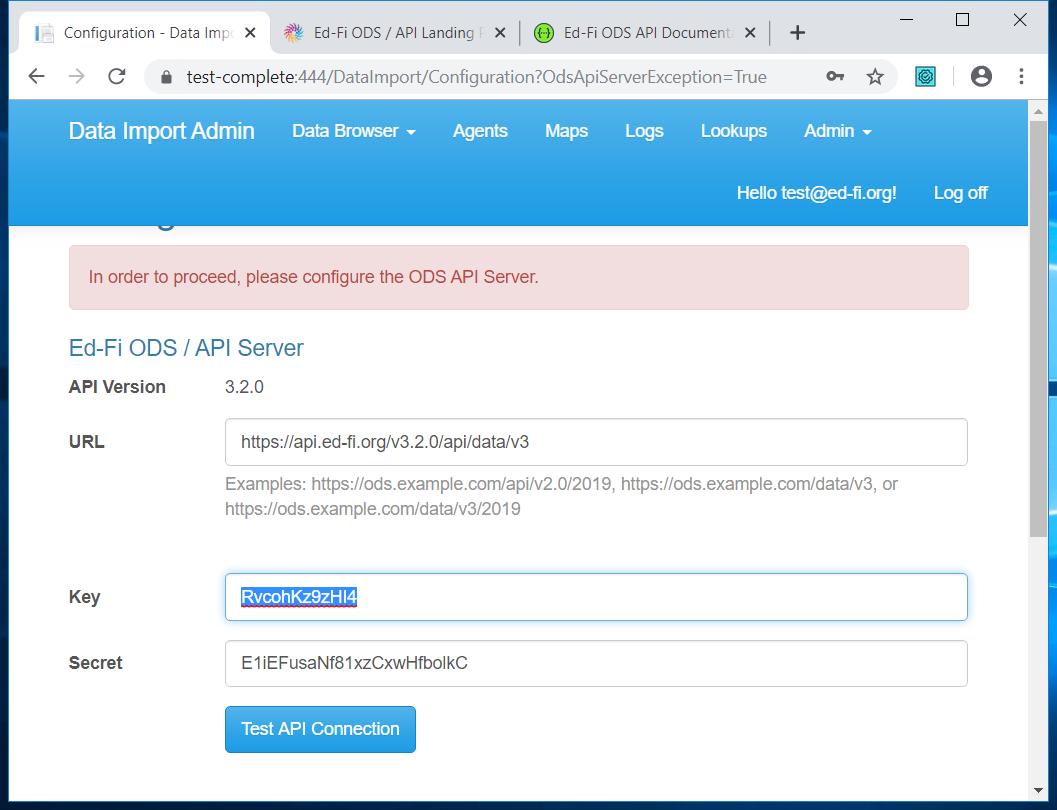 Configuration - Data Imp
Ed-Fi ODS / API Landing
Ed-Fi ODS API Documenta
test-complete:444/DataImport/Configuration?OdsApiServerException=True
Data Import Admin Data Browser Agents Maps Logs Lookups Admin
Hello test@ed-fi.org! Log off
In order to proceed, please configure the ODS API Server.
Ed-Fi ODS / API Server
API Version 3.2.0
URL https://api.ed-fi.org/v3.2.0/api/data/v3
Examples: https://ods.example.com/api/v2.0/2019, https://ods.example.com/data/v3, or
https://ods.example.com/data/v3/2019
Key RvcohKz9zHI4
Secret E1iEFusaNf81xzCxwHfbolkC
Test API Connection